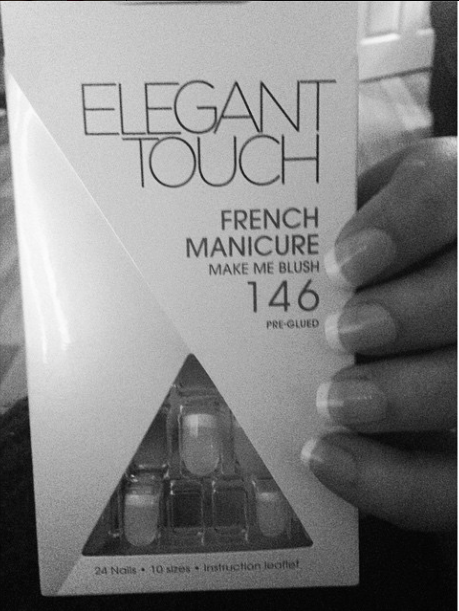 ELEGANT
TOUCH
FRENCH
MANICURE
MAKE ME BLUSH
146
PRE-GLUED
24 Nails • 10 sizes • Instruction leaflet